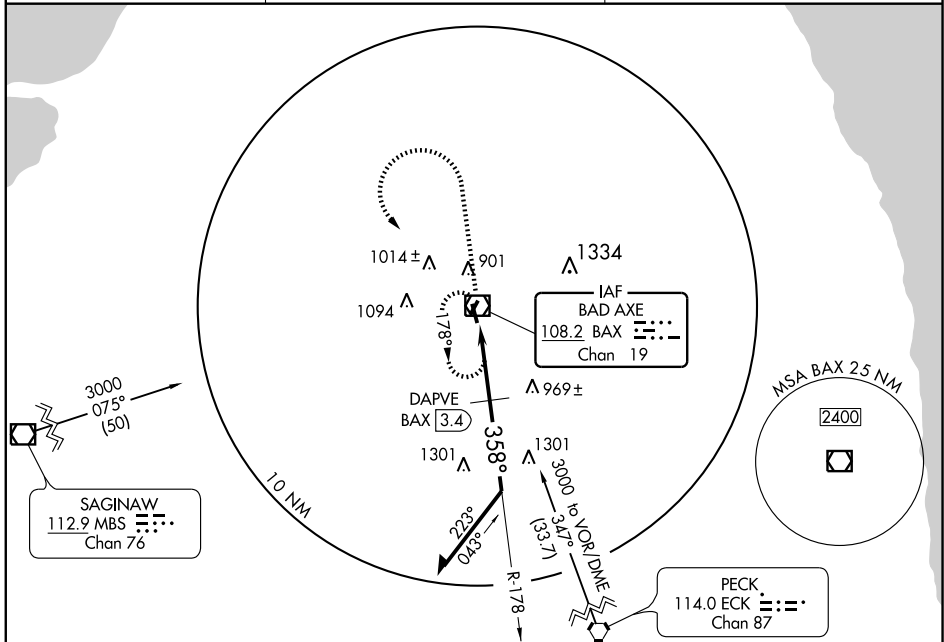 1014 ±
901
1334
1094
IAF
BAD AXE
108.2 BAX
Chan 19
178°
MSA BAX 25 NM
2400
3000
075°
(50)
DAPVE
BAX 3.4
969 ±
358°
1301
1301
10 NM
3000 to VOR/DME
347°
(33.7)
SAGINAW
112.9 MBS
Chan 76
223°
043°
R-178
PECK
114.0 ECK
Chan 87